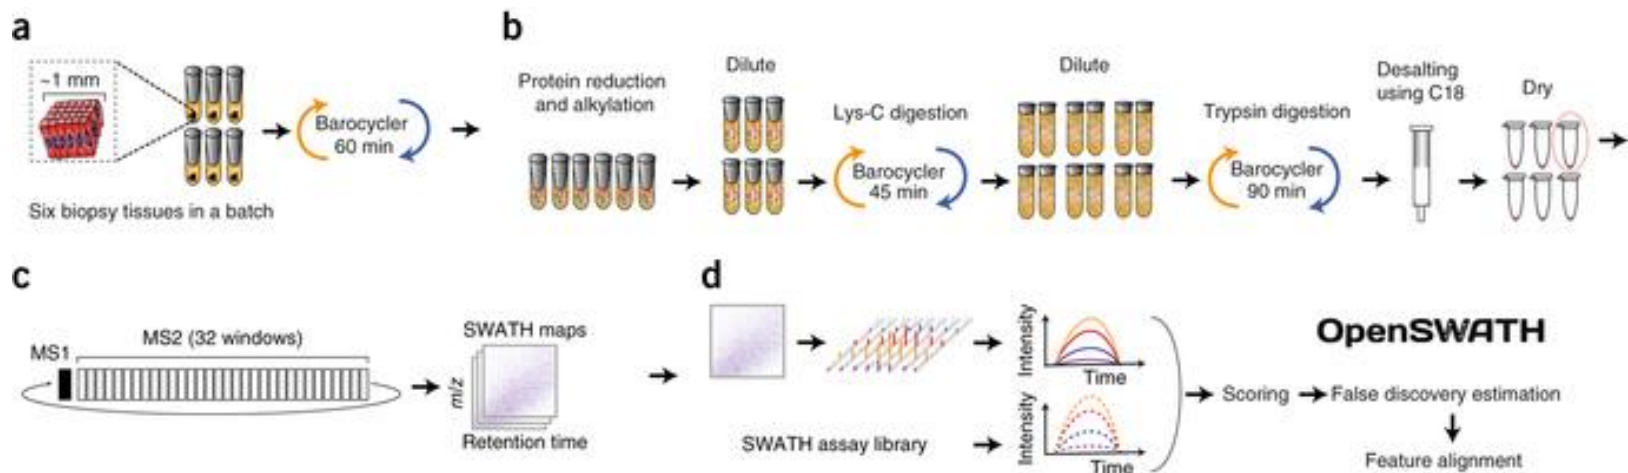 a
~1 mm
Barocycler
60 min
Six biopsy tissues in a batch
b
Protein reduction
and alkylation
Dilute
Lys-C digestion
Barocycler
45 min
Dilute
Trypsin digestion
Barocycler
90 min
Desalting
using C18
Dry
c
MS1
MS2 (32 windows)
SWATH maps
m/z
Retention time
d
Intensity
Time
SWATH assay library
Intensity
Time
OpenSWATH
Scoring
False discovery estimation
Feature alignment